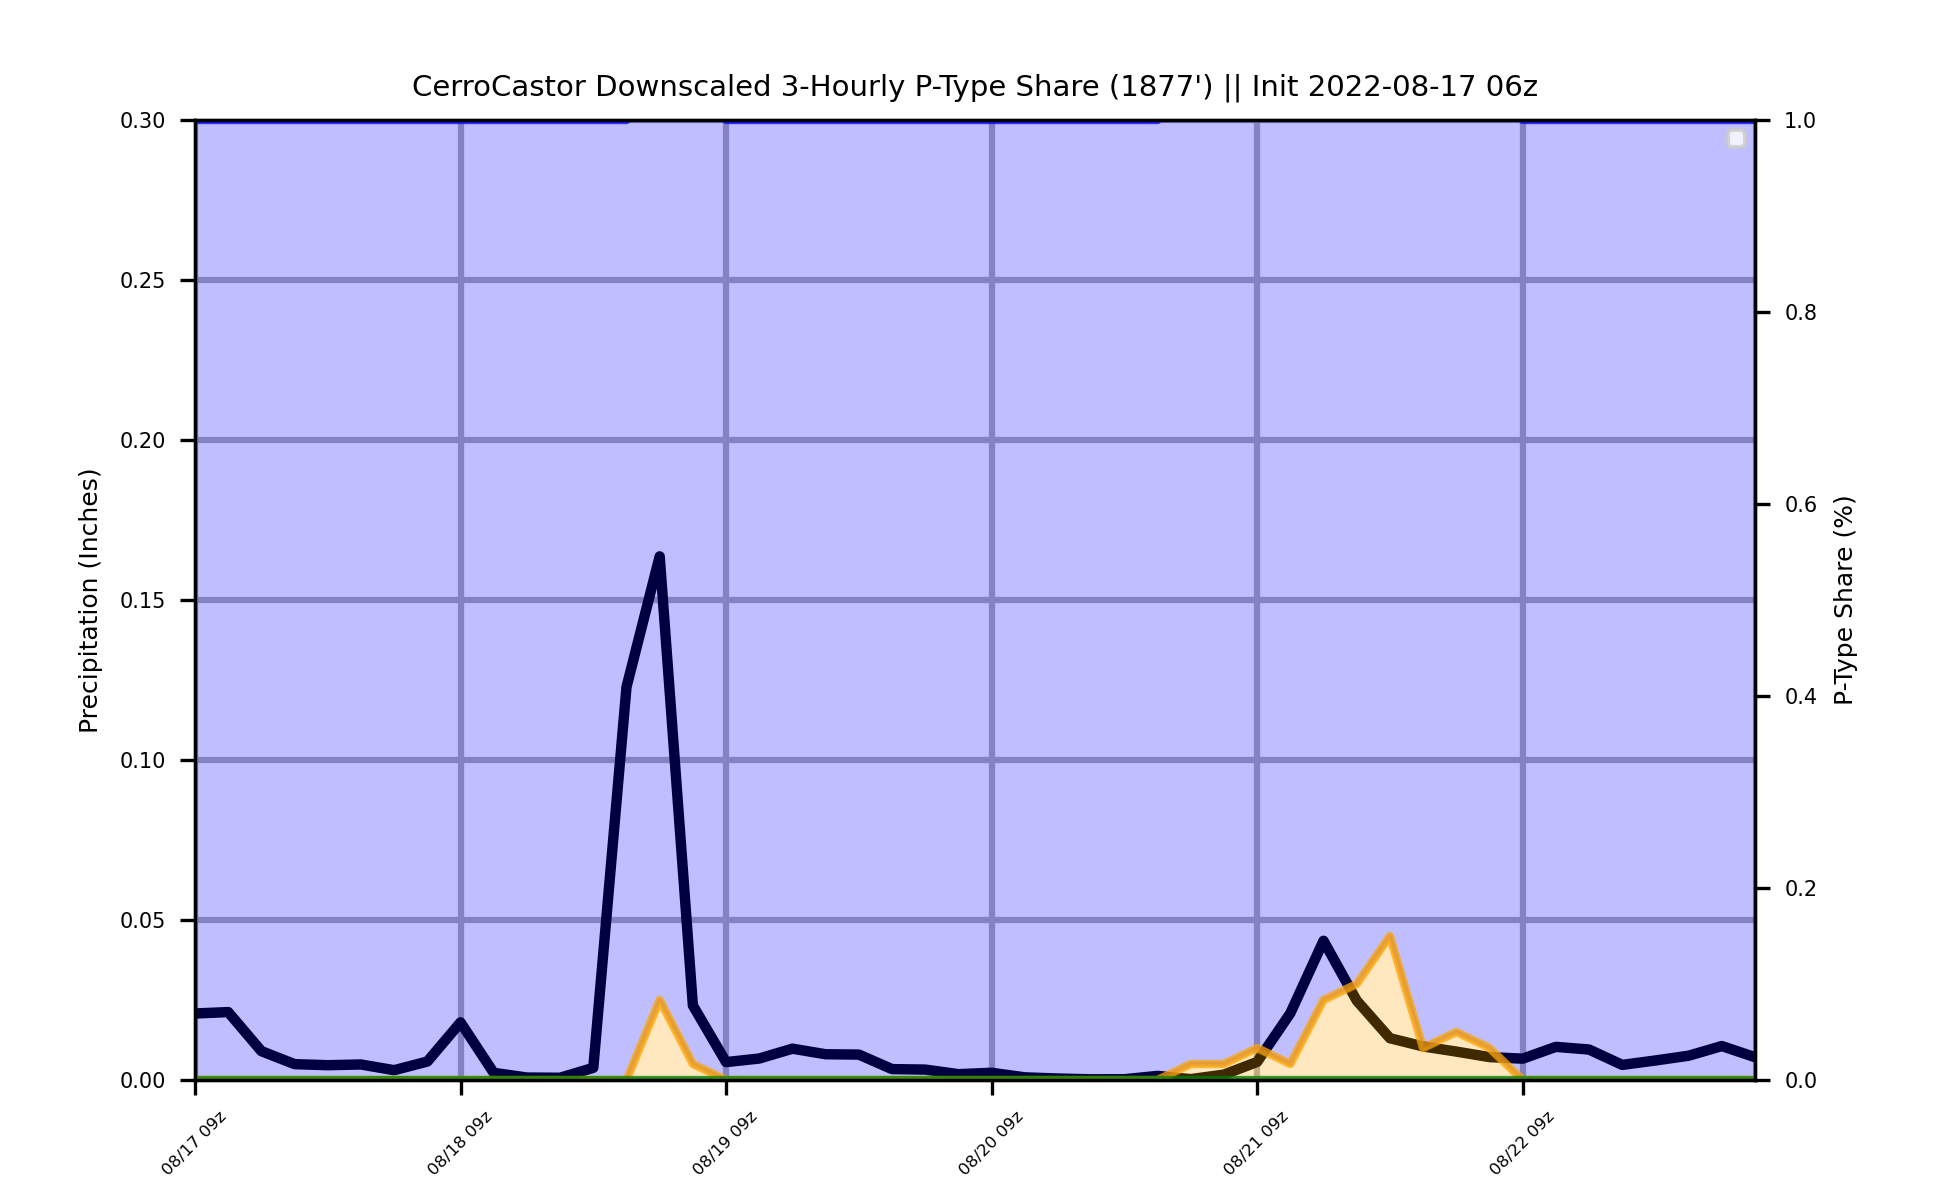 CerroCastor Downscaled 3-Hourly P-Type Share (1877') || Init 2022-08-17 06z
0.30
0.25
0.20
0.15
0.10
0.05
0.00
Precipitation (Inches)
1.0
0.8
0.6
0.4
0.2
0.0
P-Type Share (%)
08/17 09z
08/18 09z
08/19 09z
08/20 09z
08/21 09z
08/22 09z